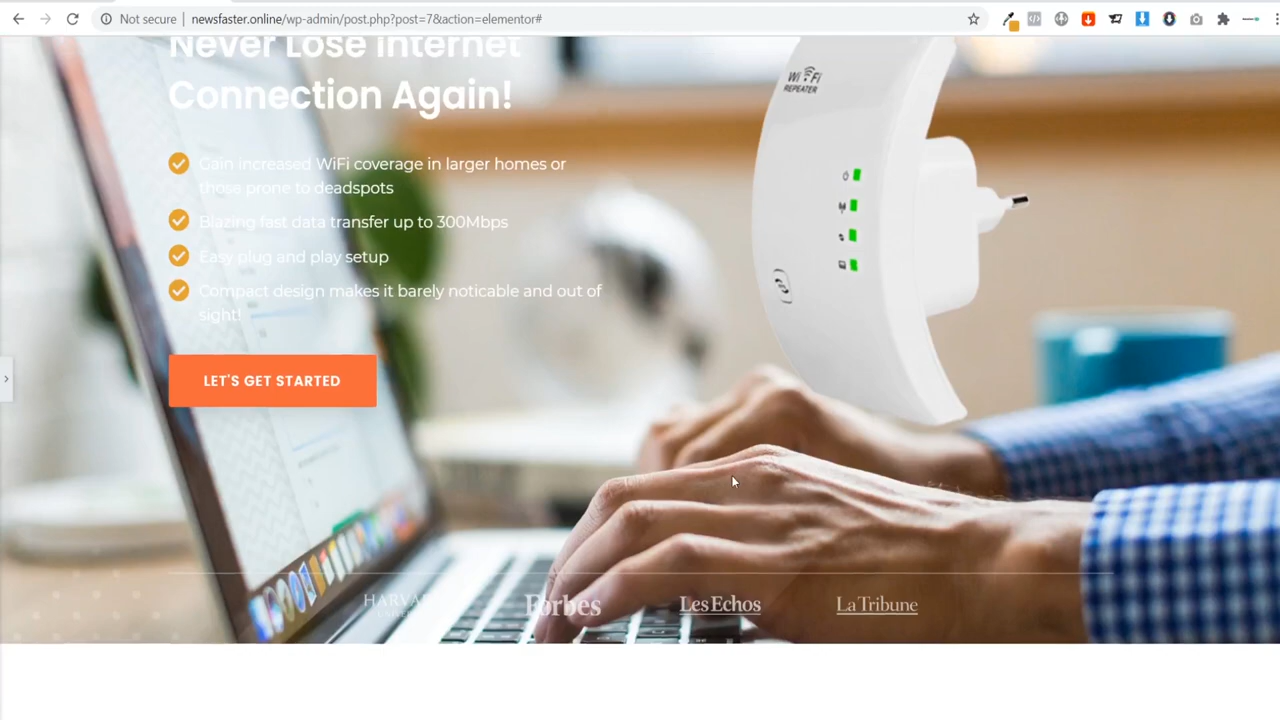 Not secure
newsfaster.online/wp-admin/post.php?post=7&action=elementor#
Never Lose Internet
Connection Again!
Gain increased WiFi coverage in larger homes or
those prone to deadspots
Blazing fast data transfer up to 300Mbps
Easy plug and play setup
Compact design makes it barely noticable and out of
sight!
LET'S GET STARTED
WiFi
REPEATER
Forbes
Les Echos
La Tribune